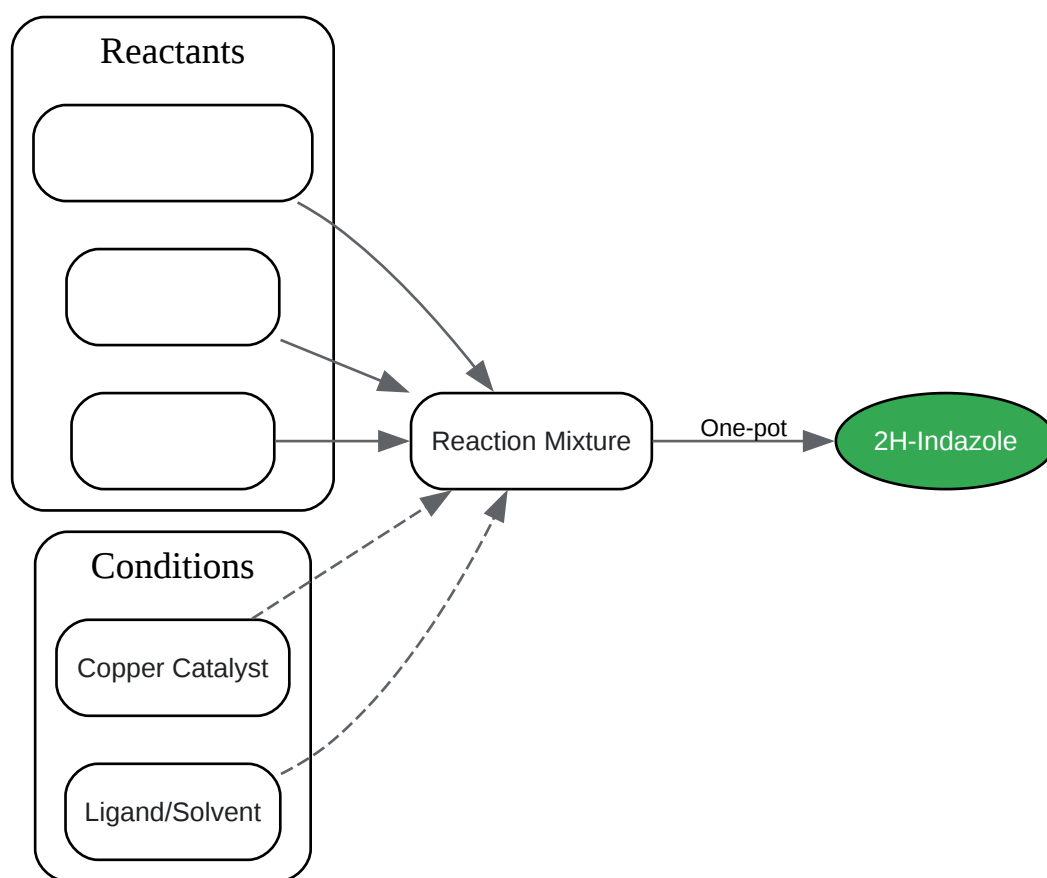 Reactants
Reaction Mixture
One-pot
2H-Indazole
Conditions
Copper Catalyst
Ligand/Solvent